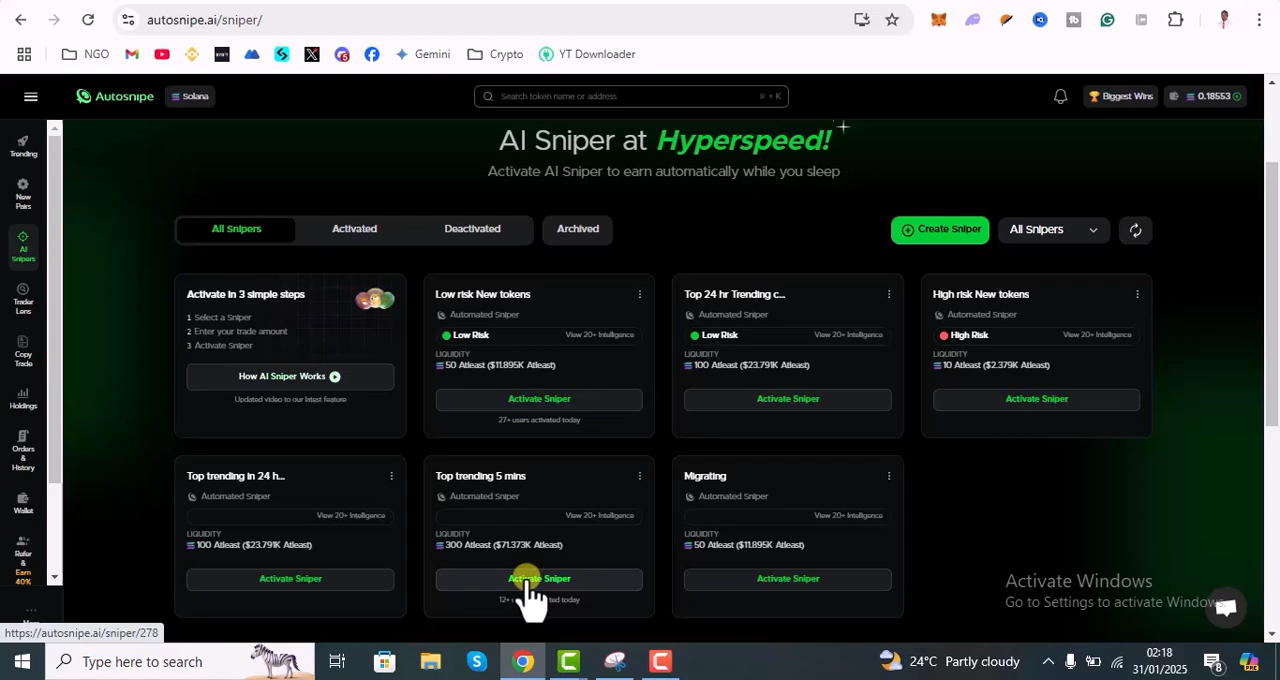 autosnipe.ai/sniper/
NGO
Gemini
Crypto
YT Downloader
Autosnipe
Solana
Search token name or address
⌘ + K
Biggest Wins
0.18553
Trending
New
Pairs
AI
Snipers
Trader
Lens
Copy
Trade
Holdings
Orders
&
History
Wallet
Refer
& Earn
40%
AI Sniper at Hyperspeed!
Activate AI Sniper to earn automatically while you sleep
All Snipers
Activated
Deactivated
Archived
Create Sniper
All Snipers
Activate in 3 simple steps
1 Select a Sniper
2 Enter your trade amount
3 Activate Sniper
How AI Sniper Works
Updated video to our latest feature
Low risk New tokens
Automated Sniper
Low Risk
View 20+ Intelligence
LIQUIDITY
50 Atleast ($11.895K Atleast)
Activate Sniper
27+ users activated today
Top 24 hr Trending c...
Automated Sniper
Low Risk
View 20+ Intelligence
LIQUIDITY
100 Atleast ($23.791K Atleast)
Activate Sniper
High risk New tokens
Automated Sniper
High Risk
View 20+ Intelligence
LIQUIDITY
10 Atleast ($2.379K Atleast)
Activate Sniper
Top trending in 24 h...
Automated Sniper
View 20+ Intelligence
LIQUIDITY
100 Atleast ($23.791K Atleast)
Activate Sniper
Top trending 5 mins
Automated Sniper
View 20+ Intelligence
LIQUIDITY
300 Atleast ($71.373K Atleast)
Activate Sniper
12+ today
Migrating
Automated Sniper
View 20+ Intelligence
LIQUIDITY
50 Atleast ($11.895K Atleast)
Activate Sniper
Activate Windows
Go to Settings to activate Windows.
https://autosnipe.ai/sniper/278
Type here to search
24°C Partly cloudy
02:18
31/01/2025
8